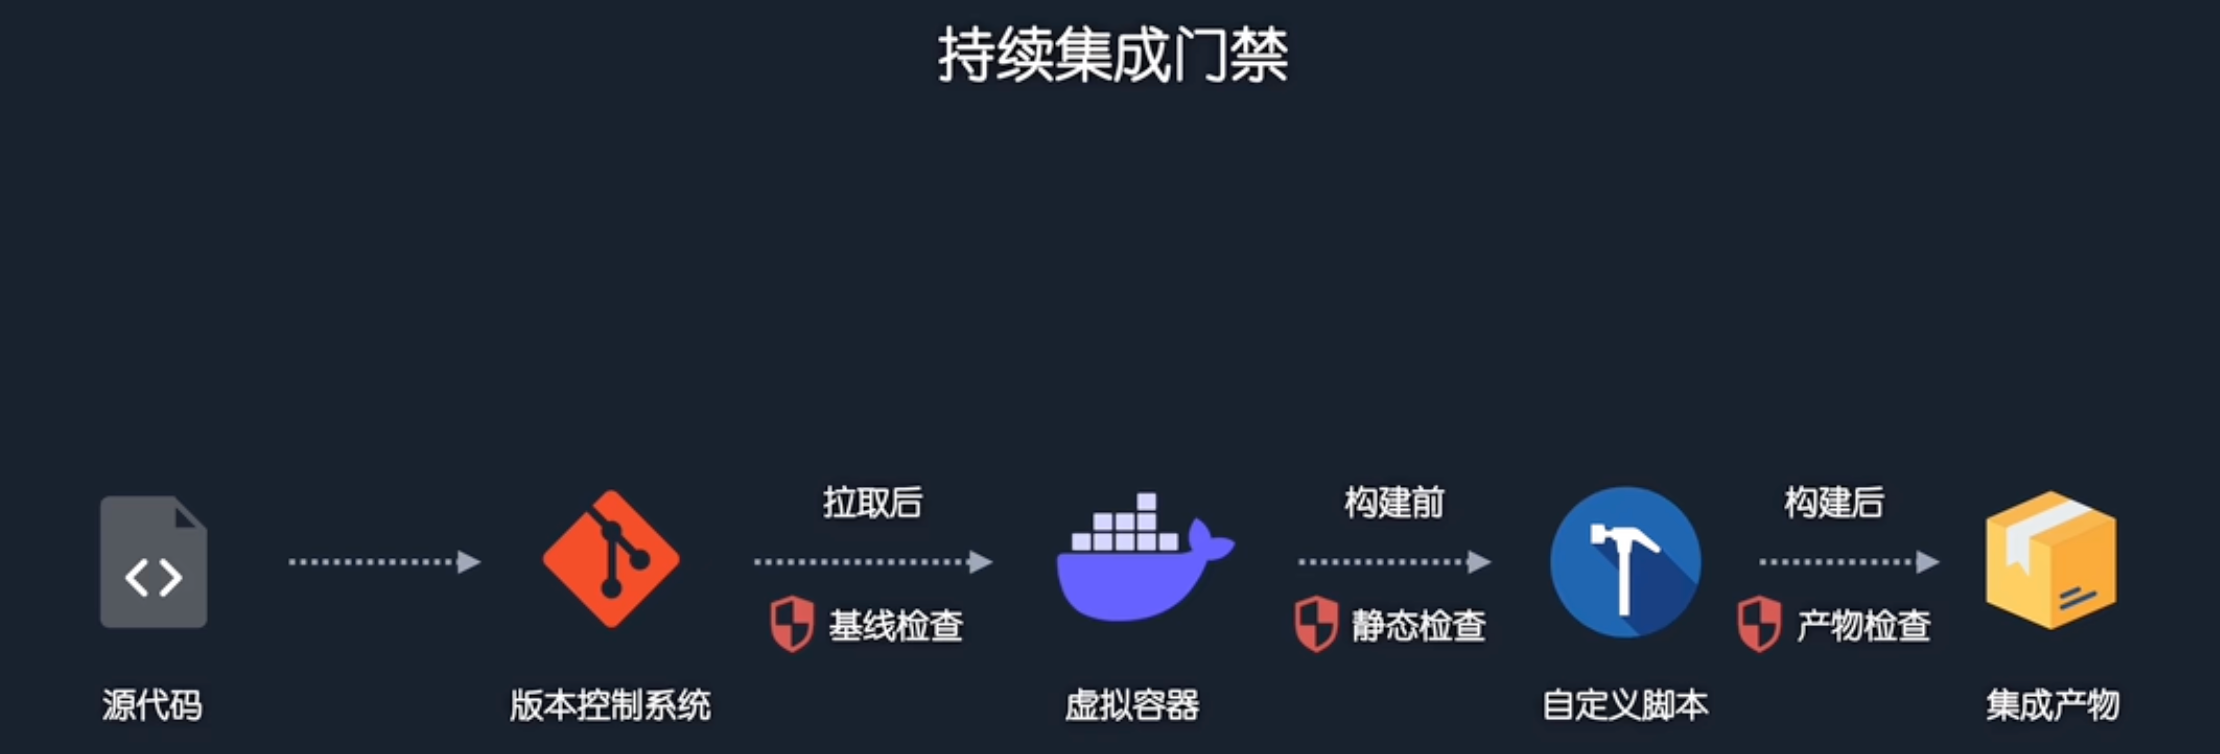 持续集成门禁
拉取后
构建前
构建后
基线检查
静态检查
产物检查
源代码
版本控制系统
虚拟容器
自定义脚本
集成产物